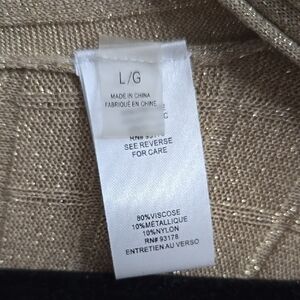 L/G
MADE IN CHINA
FABRIQUÉ EN CHINE
SEE REVERSE
FOR CARE
80%VISCOSE
10%METALLIQUE
10%NYLON
RN# 93178
ENTRETIEN AU VERSO